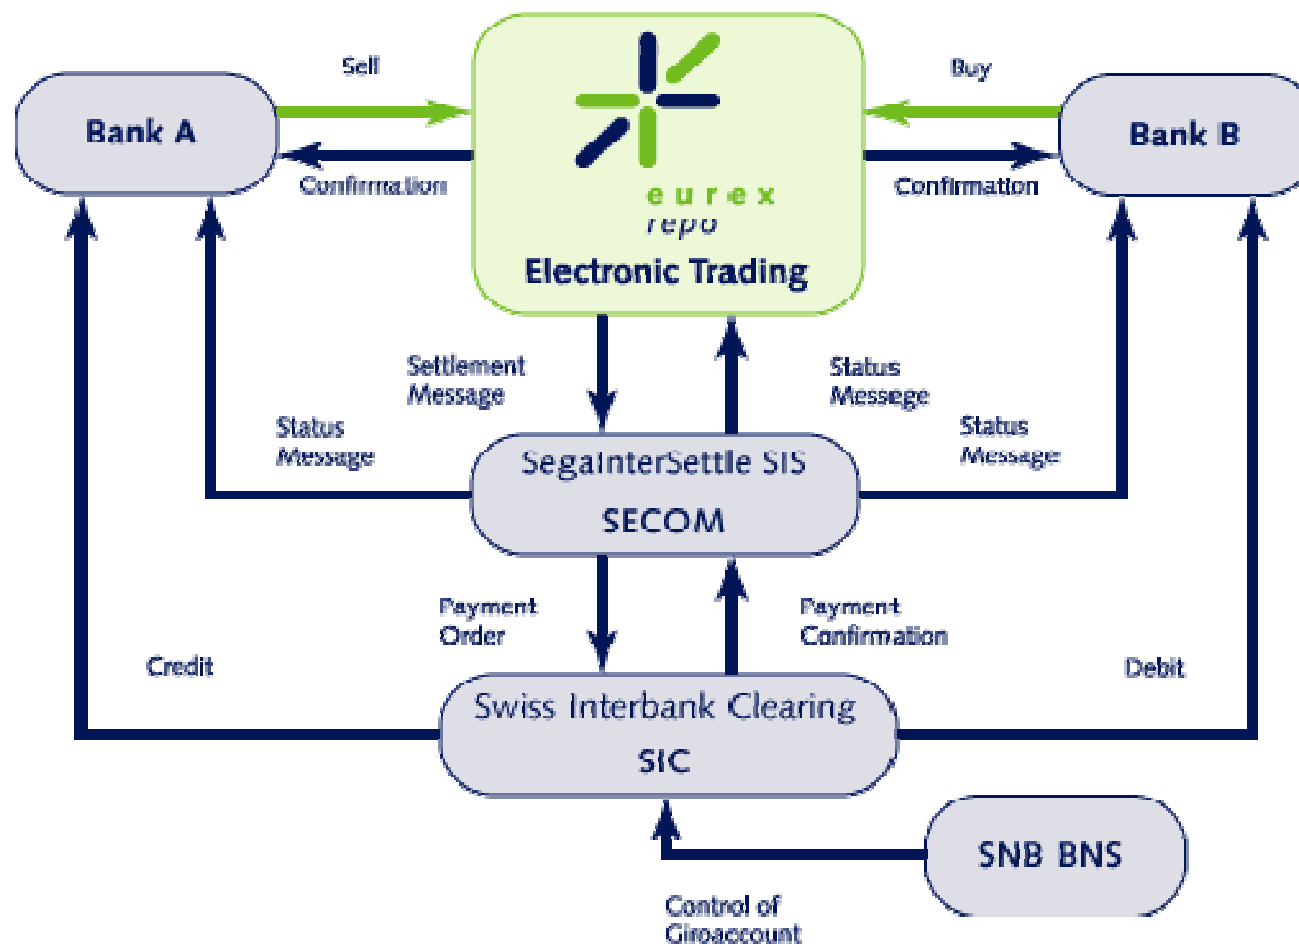 Sell
Buy
Bank A
Bank B
Confirmation
Confirmation
eurex
repo
Electronic Trading
Settlement
Message
Status
Message
Status
Message
Status
Message
SegaInterSettle SIS
SECOM
Payment
Order
Payment
Confirmation
Credit
Debit
Swiss Interbank Clearing
SIC
SNB BNS
Control of
Giroaccount